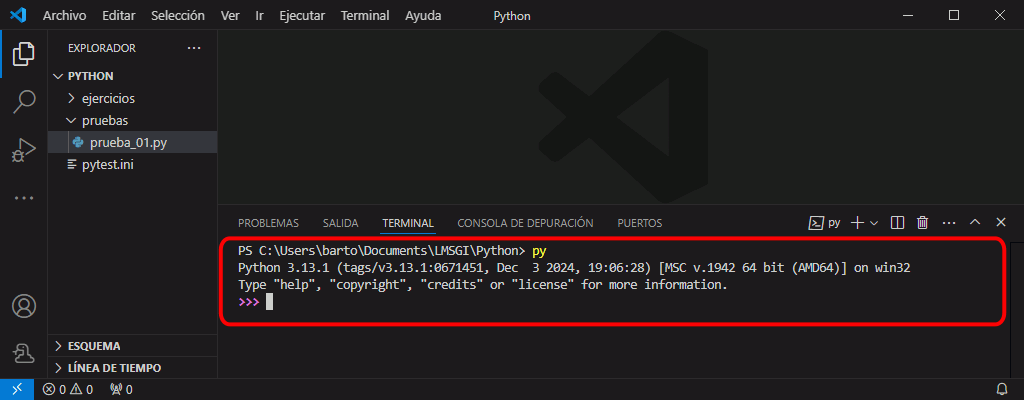 Archivo Editar Selección Ver Ir Ejecutar Terminal Ayuda Python
EXPLORADOR ···
PYTHON
ejercicios
pruebas
prueba_01.py
pytest.ini
ESQUEMA
LÍNEA DE TIEMPO
PROBLEMAS SALIDA TERMINAL CONSOLA DE DEPURACIÓN PUERTOS py
PS C:\Users\barto\Documents\LMSGI\Python> py
Python 3.13.1 (tags/v3.13.1:0671451, Dec  3 2024, 19:06:28) [MSC v.1942 64 bit (AMD64)] on win32
Type "help", "copyright", "credits" or "license" for more information.
>>>
0 0 0